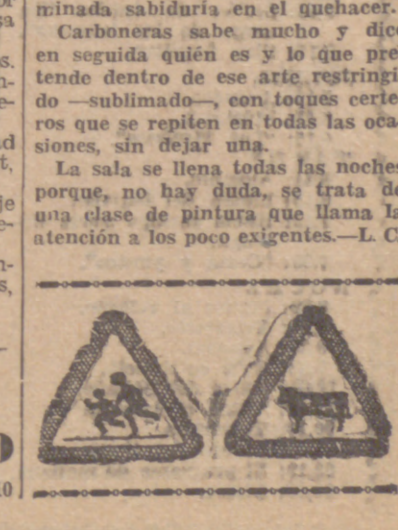 minada sabiduría en el quehacer.
Carboneras sabe mucho y dice
en seguida quién es y lo que pre
tende dentro de ese arte restringi
do —sublimado—, con toques certe
ros que se repiten en todas las oca
siones, sin dejar una.
La sala se llena todas las noches
porque, no hay duda, se trata de
una clase de pintura que llama la
atención a los poco exigentes.—L. C.